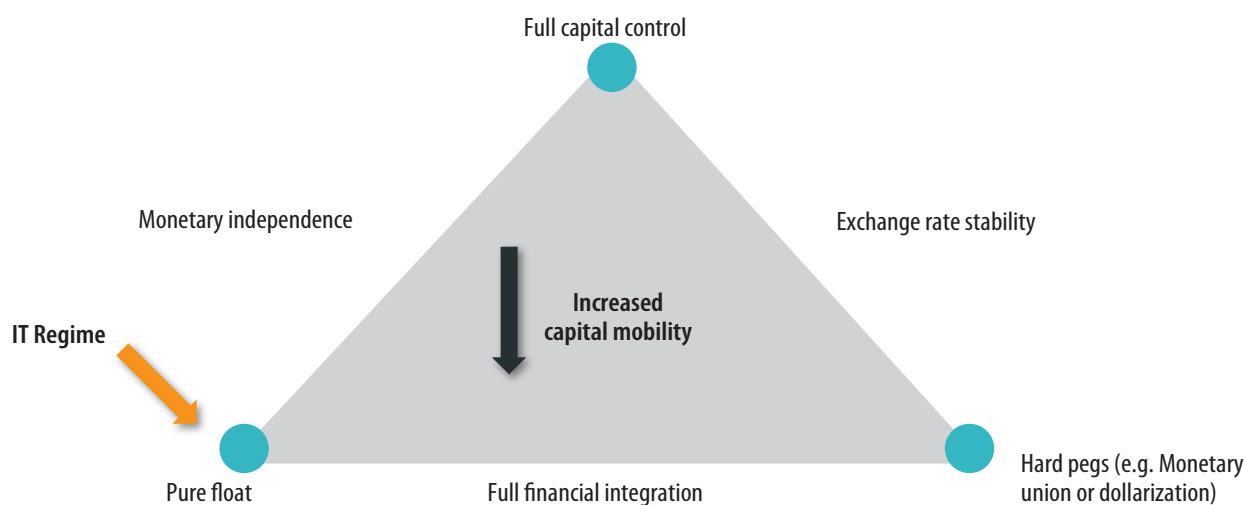 Full capital control
Monetary independence
Exchange rate stability
Increased
capital mobility
IT Regime
Pure float
Full financial integration
Hard pegs (e.g. Monetary
union or dollarization)